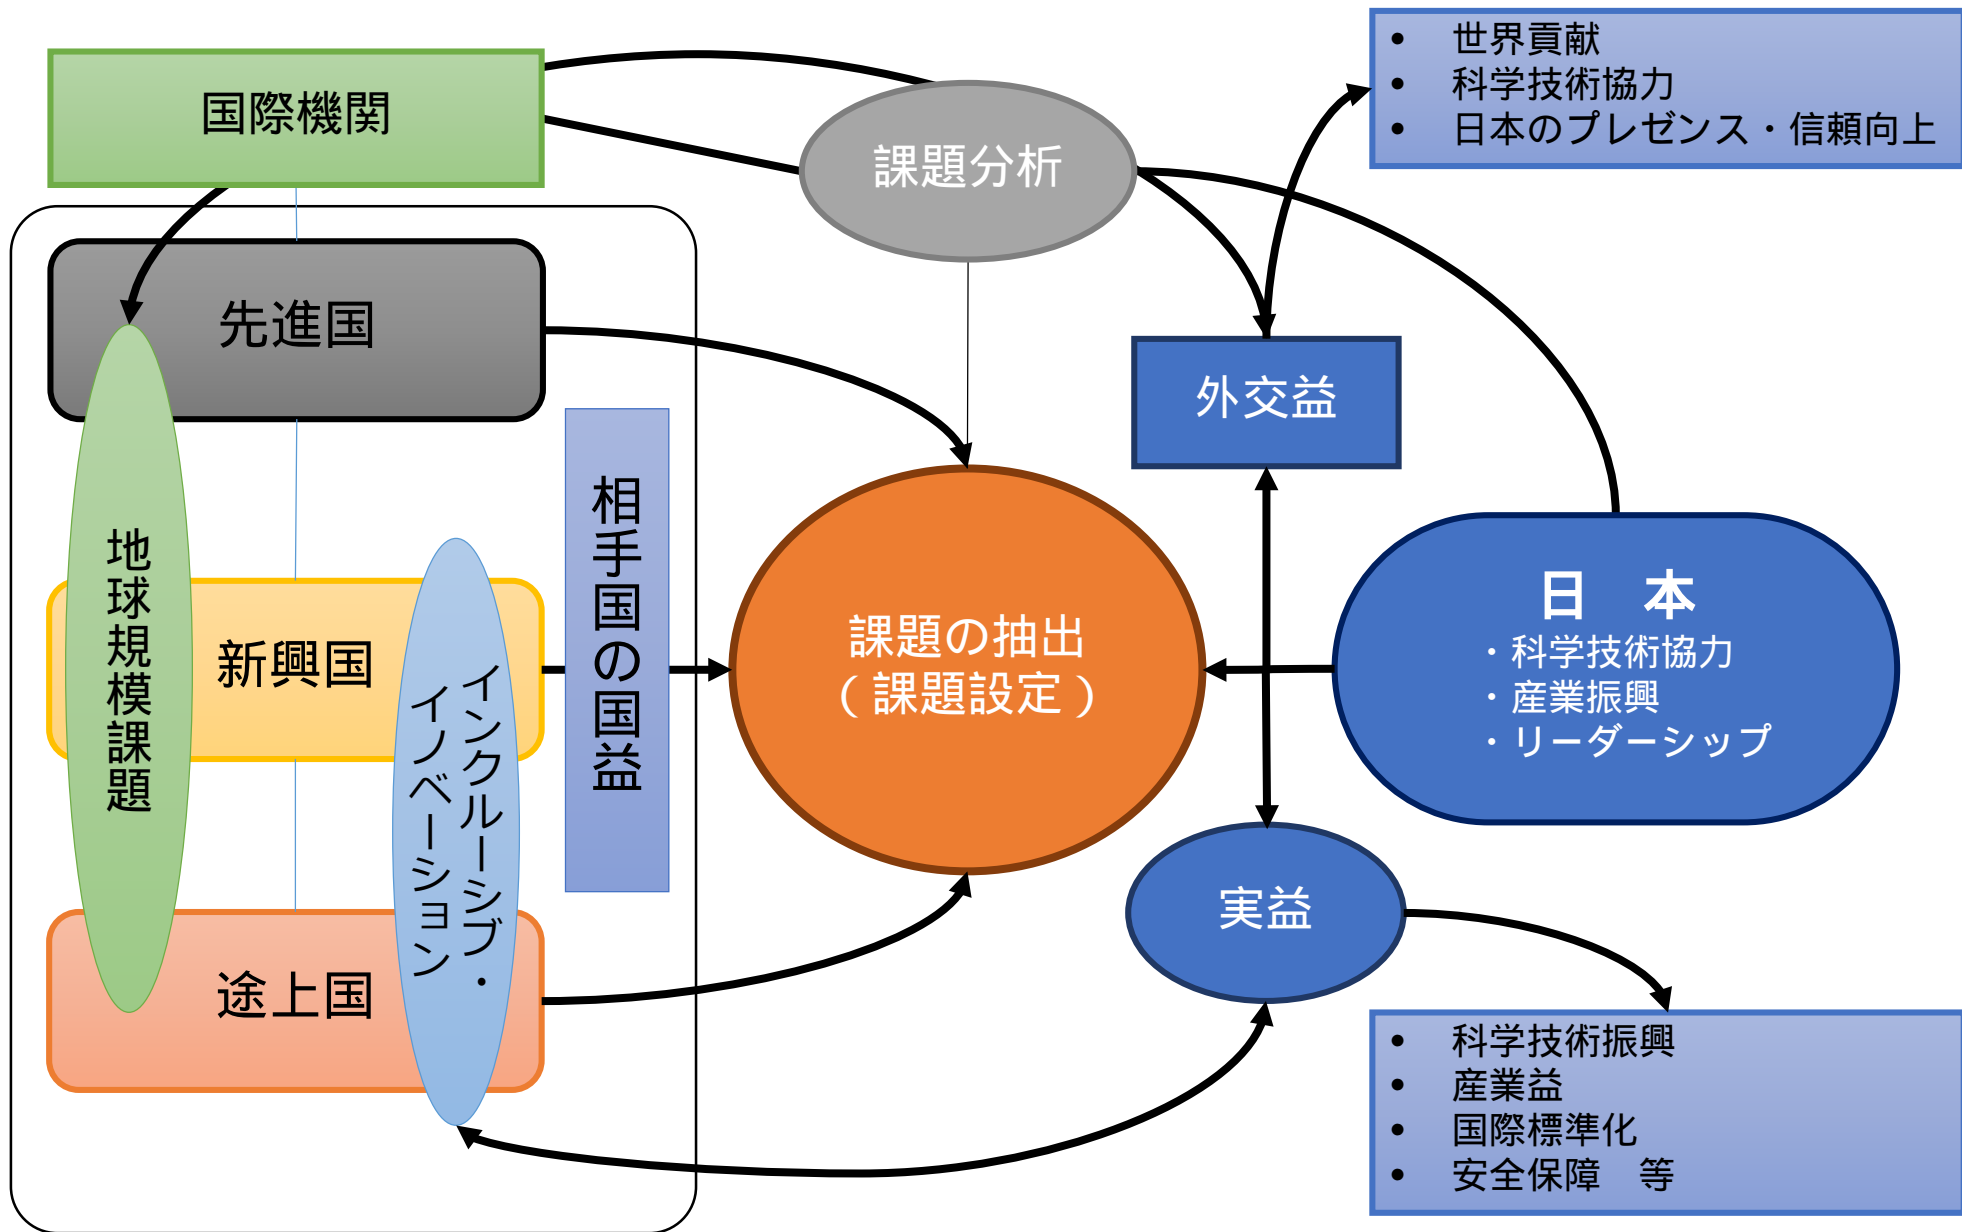 国際機関
課題分析
• 世界貢献
• 科学技術協力
• 日本のプレゼンス・信頼向上
先進国
外交益
地球規模課題
相手国の国益
新興国
インクルーシブ・
イノベーション
課題の抽出
（課題設定）
日　本
・科学技術協力
・産業振興
・リーダーシップ
途上国
実益
• 科学技術振興
• 産業益
• 国際標準化
• 安全保障　等